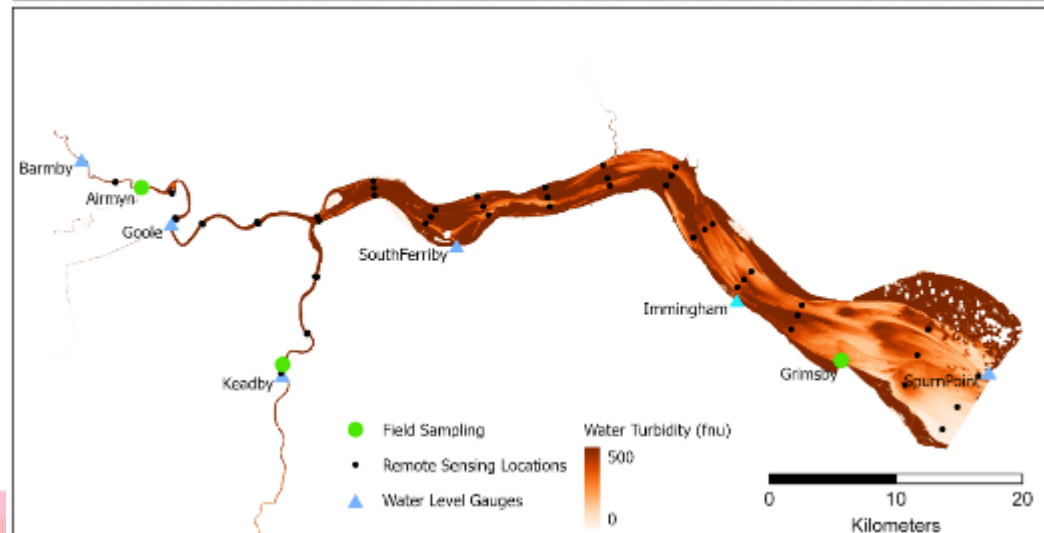 Barmby
Airmyn
Goole
SouthFerriby
Immingham
Grimsby
SpurnPoint
Keadby
Field Sampling
Remote Sensing Locations
Water Level Gauges
Water Turbidity (fnu)
500
0
0 10 20
Kilometers